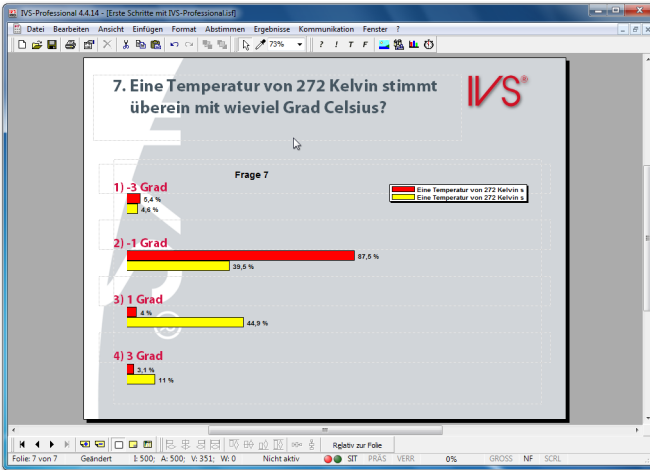 IVS-Professional 4.4.14 - [Erste Schritte mit IVS-Professional.isf]
Datei Bearbeiten Ansicht Einfügen Format Abstimmen Ergebnisse Kommunikation Fenster ?
73% ? ! T F
7. Eine Temperatur von 272 Kelvin stimmt
überein mit wieviel Grad Celsius?
IVS®
Frage 7
Eine Temperatur von 272 Kelvin s
Eine Temperatur von 272 Kelvin s
1) -3 Grad
5,4 %
4,6 %
2) -1 Grad
87,5 %
39,5 %
3) 1 Grad
4 %
44,9 %
4) 3 Grad
3,1 %
11 %
Relativ zur Folie
Folie: 7 von 7 Geändert I: 500; A: 500; V: 351; W: 0 Nicht aktiv SIT PRÄS VERR 0% GROSS NF SCRL